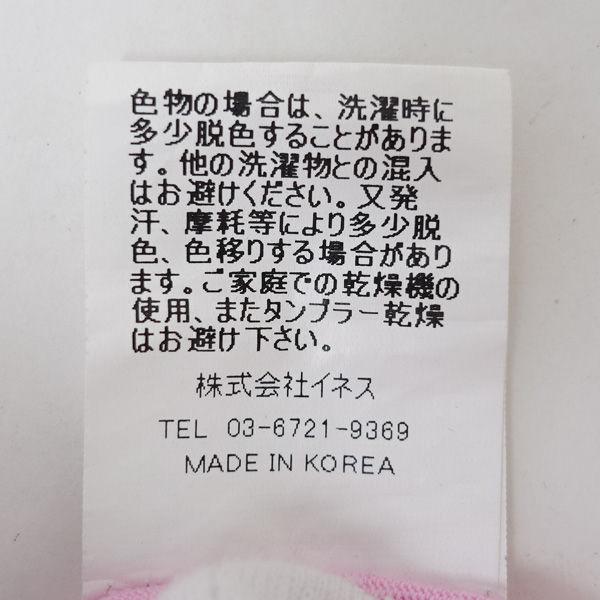 色物の場合は、洗濯時に
多少脱色することがありま
す。他の洗濯物との混入
はお避けください。又発
汗、摩耗等により多少脱
色、色移りする場合があり
ます。ご家庭での乾燥機の
使用、またタンブラー乾燥
はお避け下さい。
株式会社イネス
TEL 03-6721-9369
MADE IN KOREA